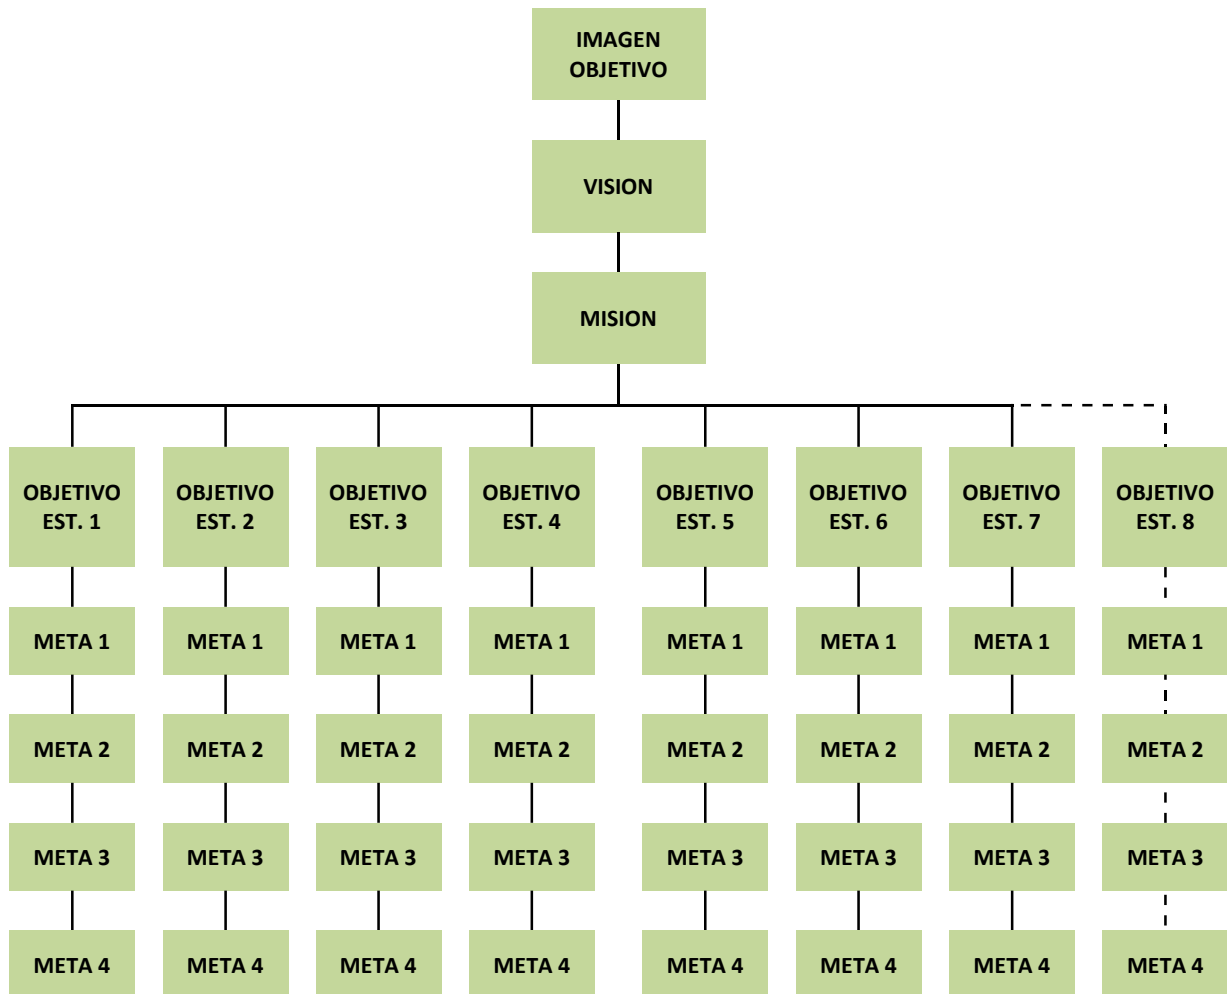 IMAGEN
OBJETIVO
VISION
MISION
OBJETIVO
EST. 1
OBJETIVO
EST. 2
OBJETIVO
EST. 3
OBJETIVO
EST. 4
OBJETIVO
EST. 5
OBJETIVO
EST. 6
OBJETIVO
EST. 7
OBJETIVO
EST. 8
META 1
META 1
META 1
META 1
META 1
META 1
META 1
META 1
META 2
META 2
META 2
META 2
META 2
META 2
META 2
META 2
META 3
META 3
META 3
META 3
META 3
META 3
META 3
META 3
META 4
META 4
META 4
META 4
META 4
META 4
META 4
META 4